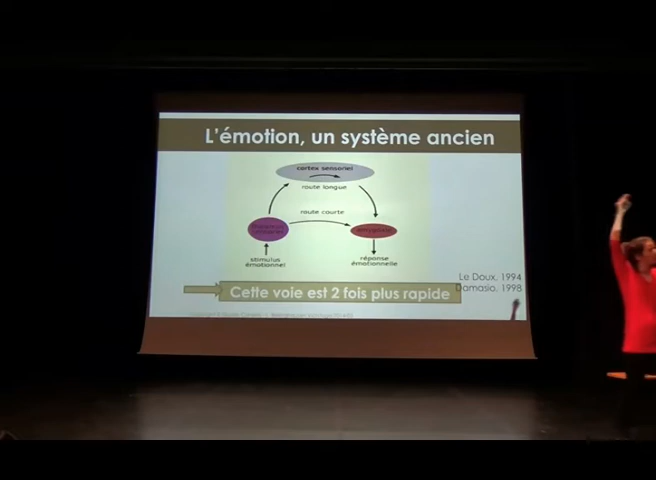 L'émotion, un système ancien
cortex sensoriel
route longue
route courte
amygdale
stimulus
émotionnel
réponse
émotionnelle
Le Doux, 1994
Damasio, 1998
Cette voie est 2 fois plus rapide